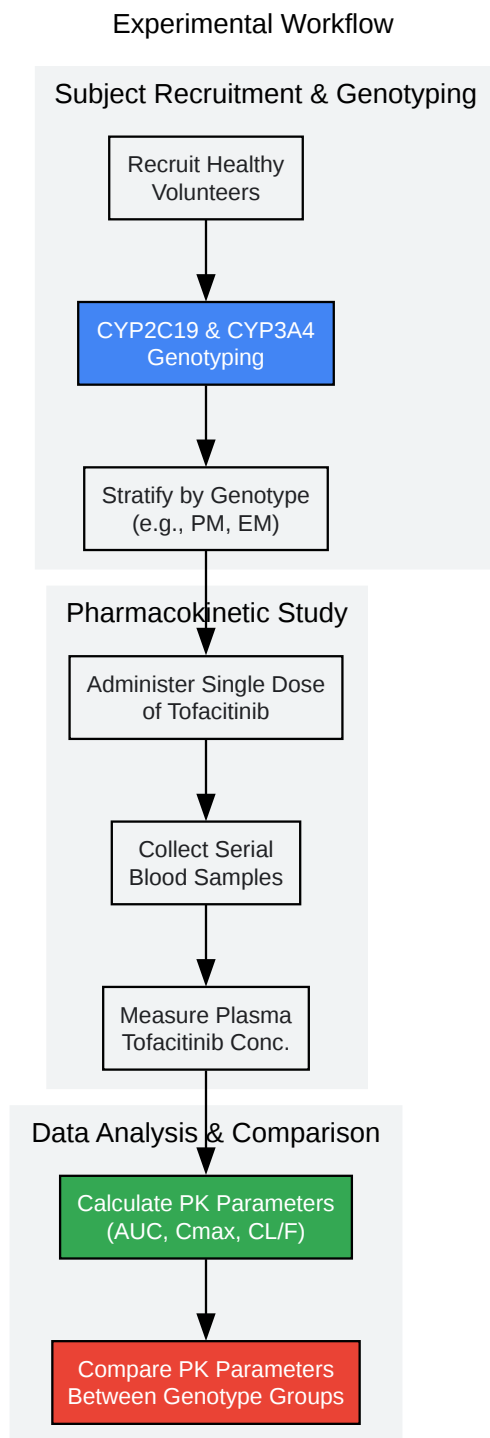 Experimental Workflow
Subject Recruitment & Genotyping
Recruit Healthy
Volunteers
CYP2C19 & CYP3A4
Genotyping
Stratify by Genotype
(e.g., PM, EM)
Pharmacokinetic Study
Administer Single Dose
of Tofacitinib
Collect Serial
Blood Samples
Measure Plasma
Tofacitinib Conc.
Data Analysis & Comparison
Calculate PK Parameters
(AUC, Cmax, CL/F)
Compare PK Parameters
Between Genotype Groups